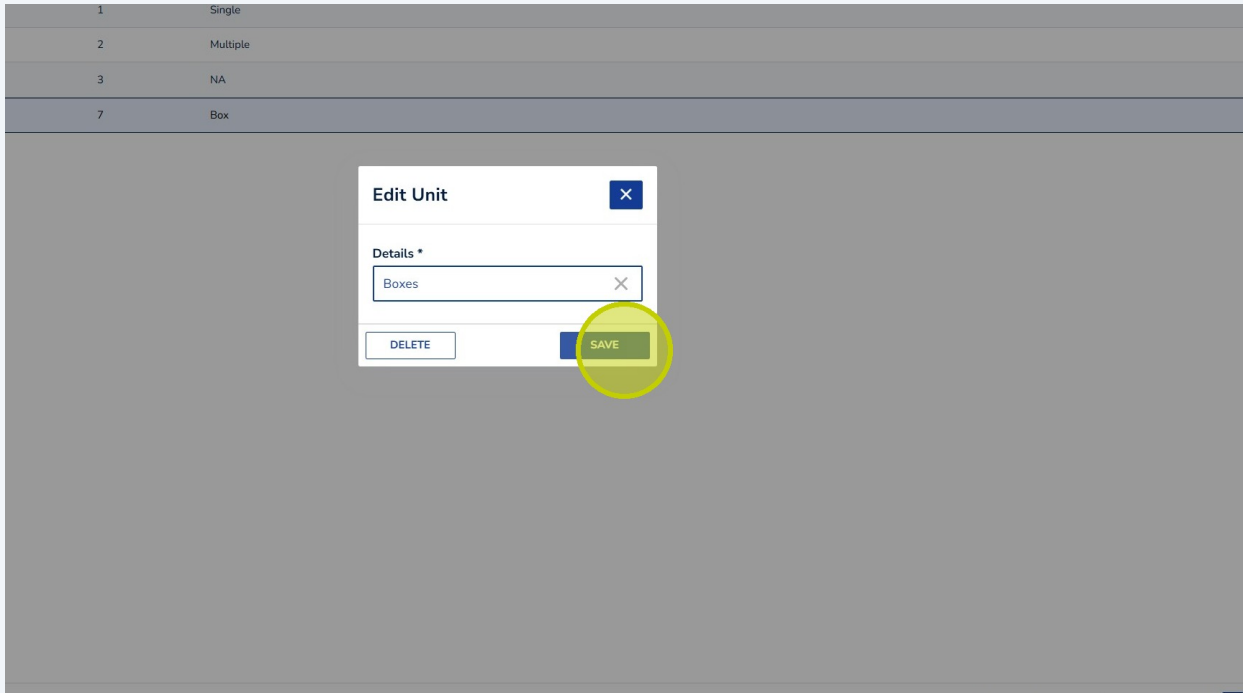 1 Single
2 Multiple
3 NA
7 Box
Edit Unit
Details *
Boxes
DELETE SAVE